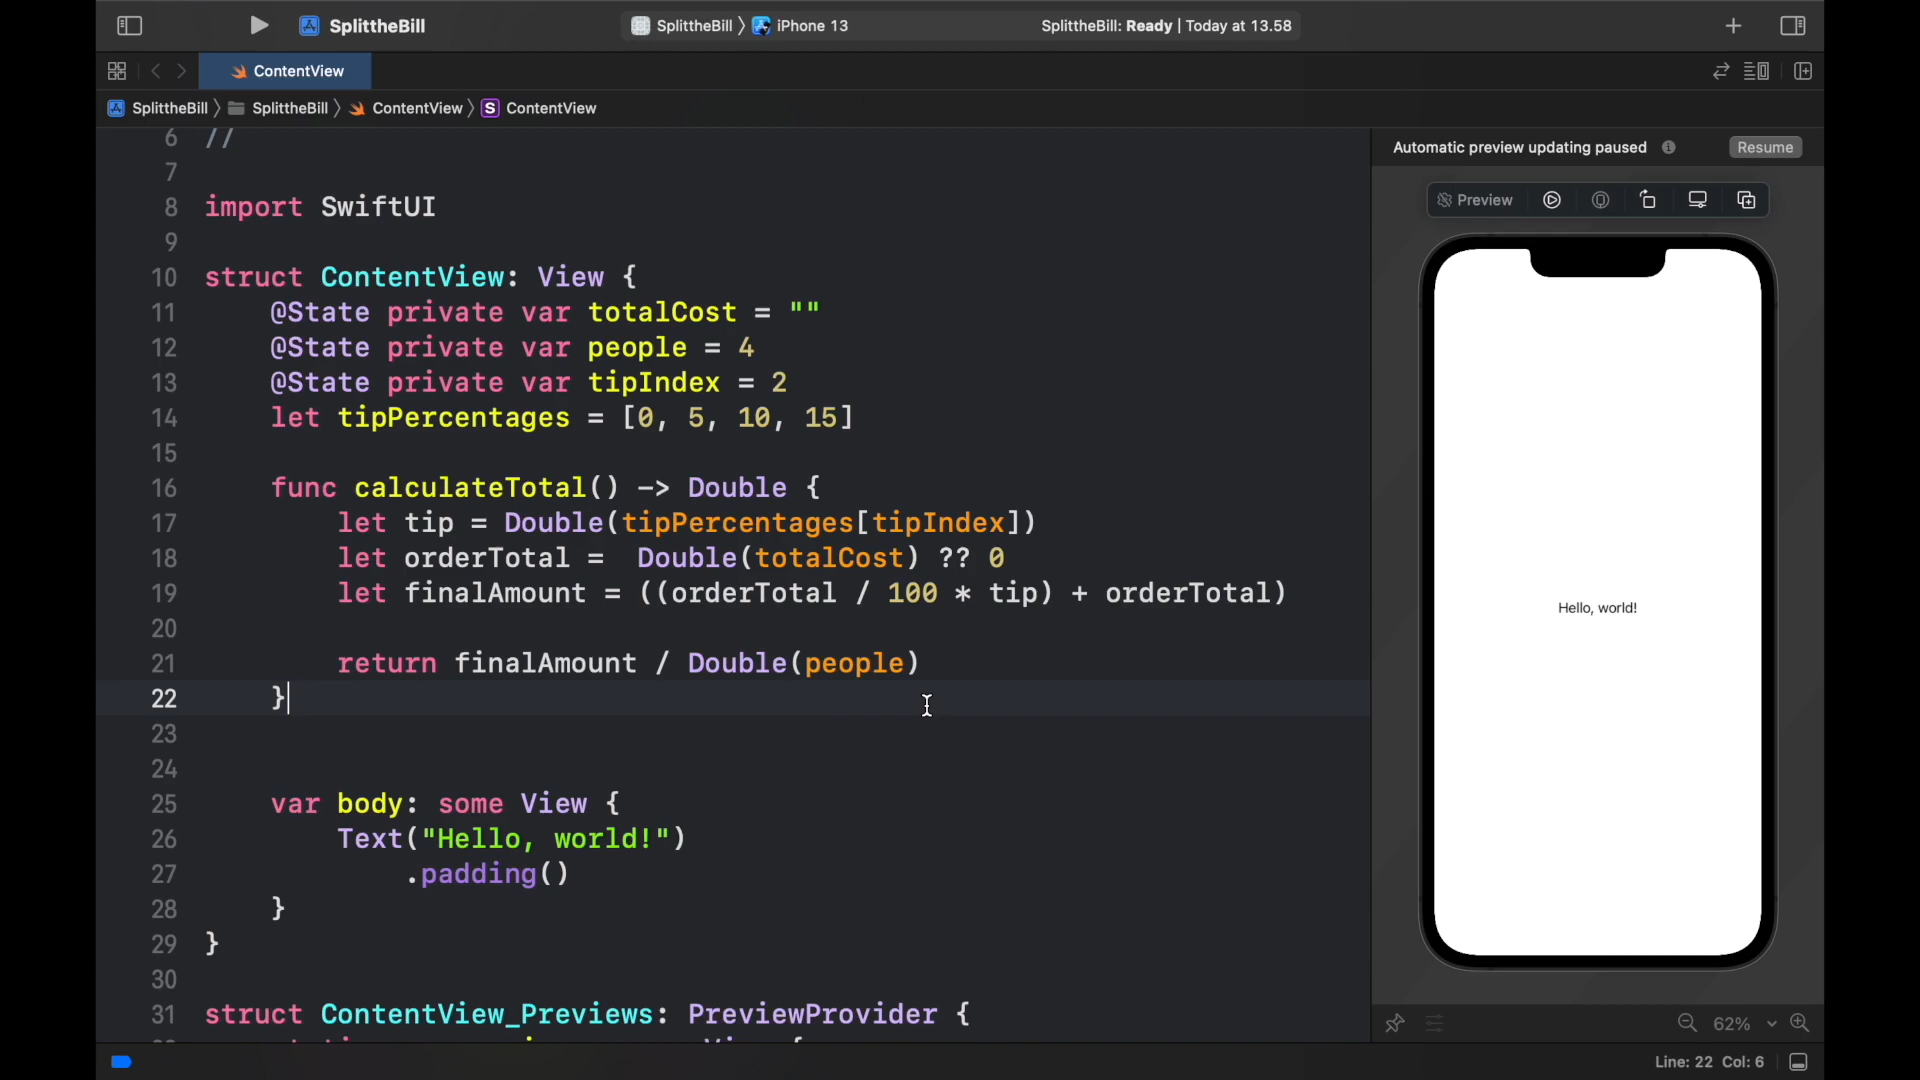 SplittheBill
SplittheBill 〉 iPhone 13
SplittheBill: Ready | Today at 13.58
ContentView
SplittheBill 〉 SplittheBill 〉 ContentView 〉 S ContentView
6 //
7
8 import SwiftUI
9
10 struct ContentView: View {
11 @State private var totalCost = ""
12 @State private var people = 4
13 @State private var tipIndex = 2
14 let tipPercentages = [0, 5, 10, 15]
15
16 func calculateTotal() -> Double {
17 let tip = Double(tipPercentages[tipIndex])
18 let orderTotal =  Double(totalCost) ?? 0
19 let finalAmount = ((orderTotal / 100 * tip) + orderTotal)
20
21 return finalAmount / Double(people)
22 }
23
24
25 var body: some View {
26 Text("Hello, world!")
27 .padding()
28 }
29 }
30
31 struct ContentView_Previews: PreviewProvider {
Automatic preview updating paused
Resume
Preview
Hello, world!
62%
Line: 22 Col: 6